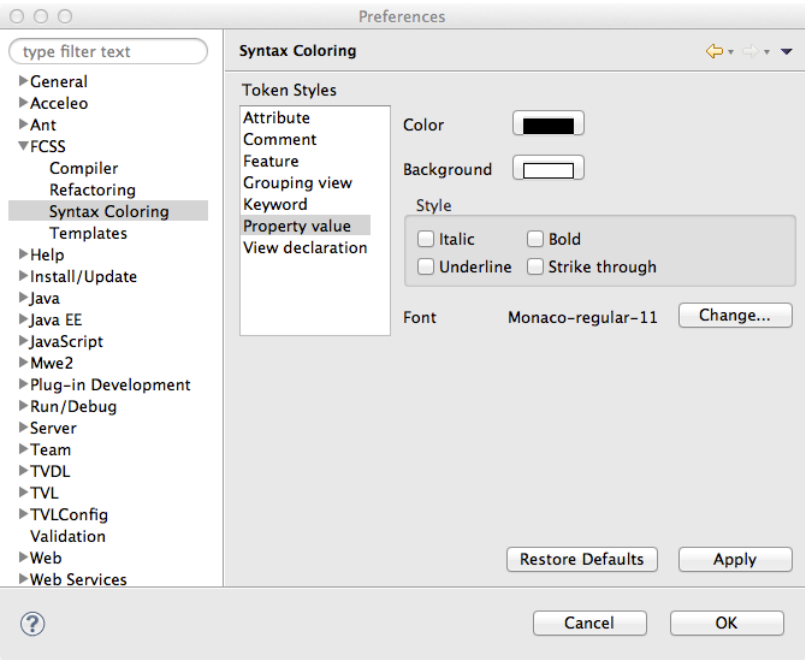 Preferences
type filter text
General
Acceleo
Ant
FCSS
Compiler
Refactoring
Syntax Coloring
Templates
Help
Install/Update
Java
Java EE
JavaScript
Mwe2
Plug-in Development
Run/Debug
Server
Team
TVDL
TVL
TVLConfig
Validation
Web
Web Services
Syntax Coloring
Token Styles
Attribute
Comment
Feature
Grouping view
Keyword
Property value
View declaration
Color
Background
Style
Italic
Bold
Underline
Strike through
Font
Monaco-regular-11
Change...
Restore Defaults
Apply
?
Cancel
OK